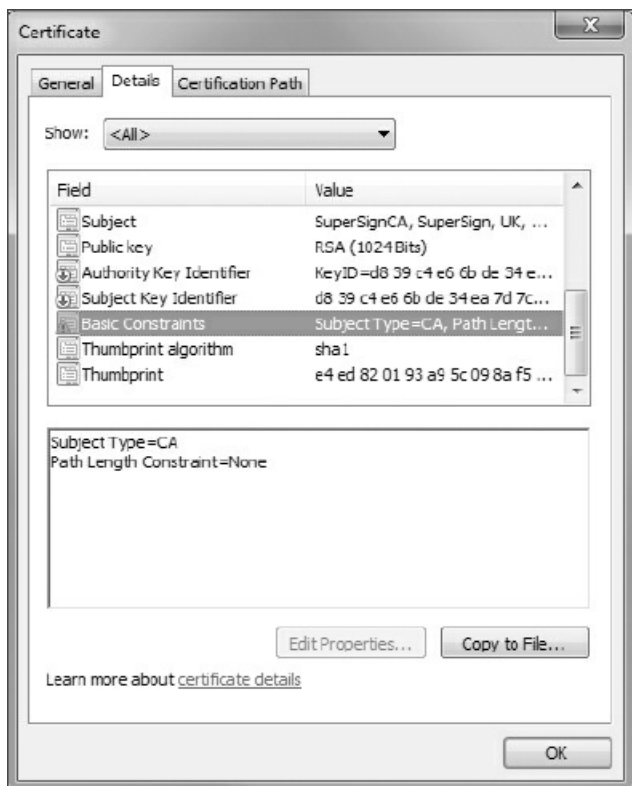 Certificate
General Details Certification Path
Show: <All>
Field Value
Subject SuperSignCA, SuperSign, UK, ...
Public key RSA (1024 Bits)
Authority Key Identifier KeyID=d8 39 c4 e6 6b de 34 e...
Subject Key Identifier d8 39 c4 e6 6b de 34 ea 7d 7c...
Basic Constraints Subject Type=CA, Path Lengt...
Thumbprint algorithm sha1
Thumbprint e4 ed 82 01 93 a9 5c 09 8a f5 ...
Subject Type=CA
Path Length Constraint=None
Edit Properties... Copy to File...
Learn more about certificate details
OK